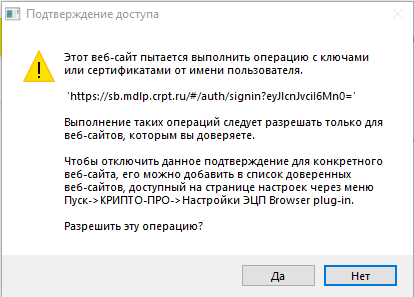 Подтверждение доступа
Этот веб-сайт пытается выполнить операцию с ключами
или сертификатами от имени пользователя.
'https://sb.mdlp.crpt.ru/#/auth/signin?eyJlcnJvciI6Mn0='
Выполнение таких операций следует разрешать только для
веб-сайтов, которым вы доверяете.
Чтобы отключить данное подтверждение для конкретного
веб-сайта, его можно добавить в список доверенных
веб-сайтов, доступный на странице настроек через меню
Пуск->КРИПТО-ПРО->Настройки ЭЦП Browser plug-in.
Разрешить эту операцию?
Да
Нет